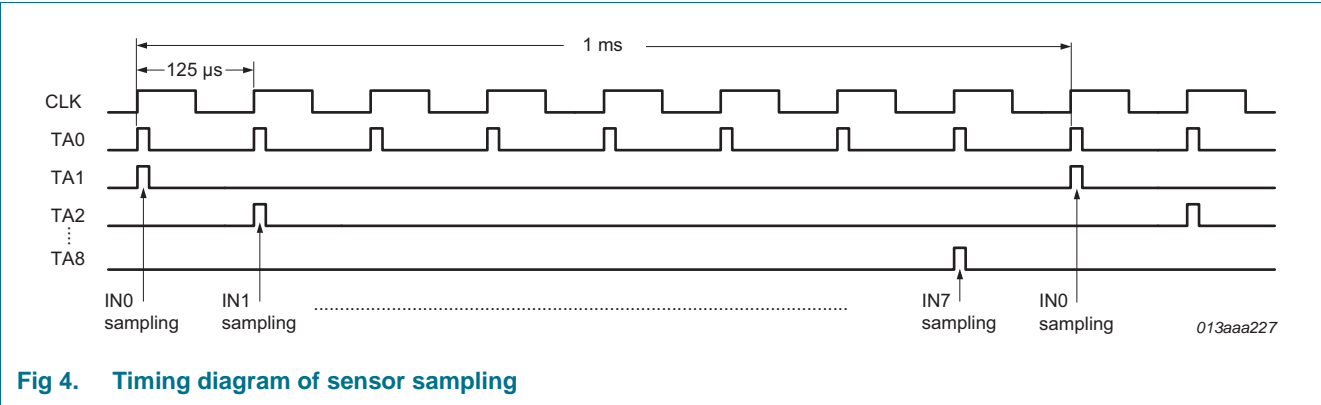 1 ms
125 µs
CLK
TA0
TA1
TA2
TA8
IN0 sampling
IN1 sampling
IN7 sampling
IN0 sampling
013aaa227
Fig 4. Timing diagram of sensor sampling